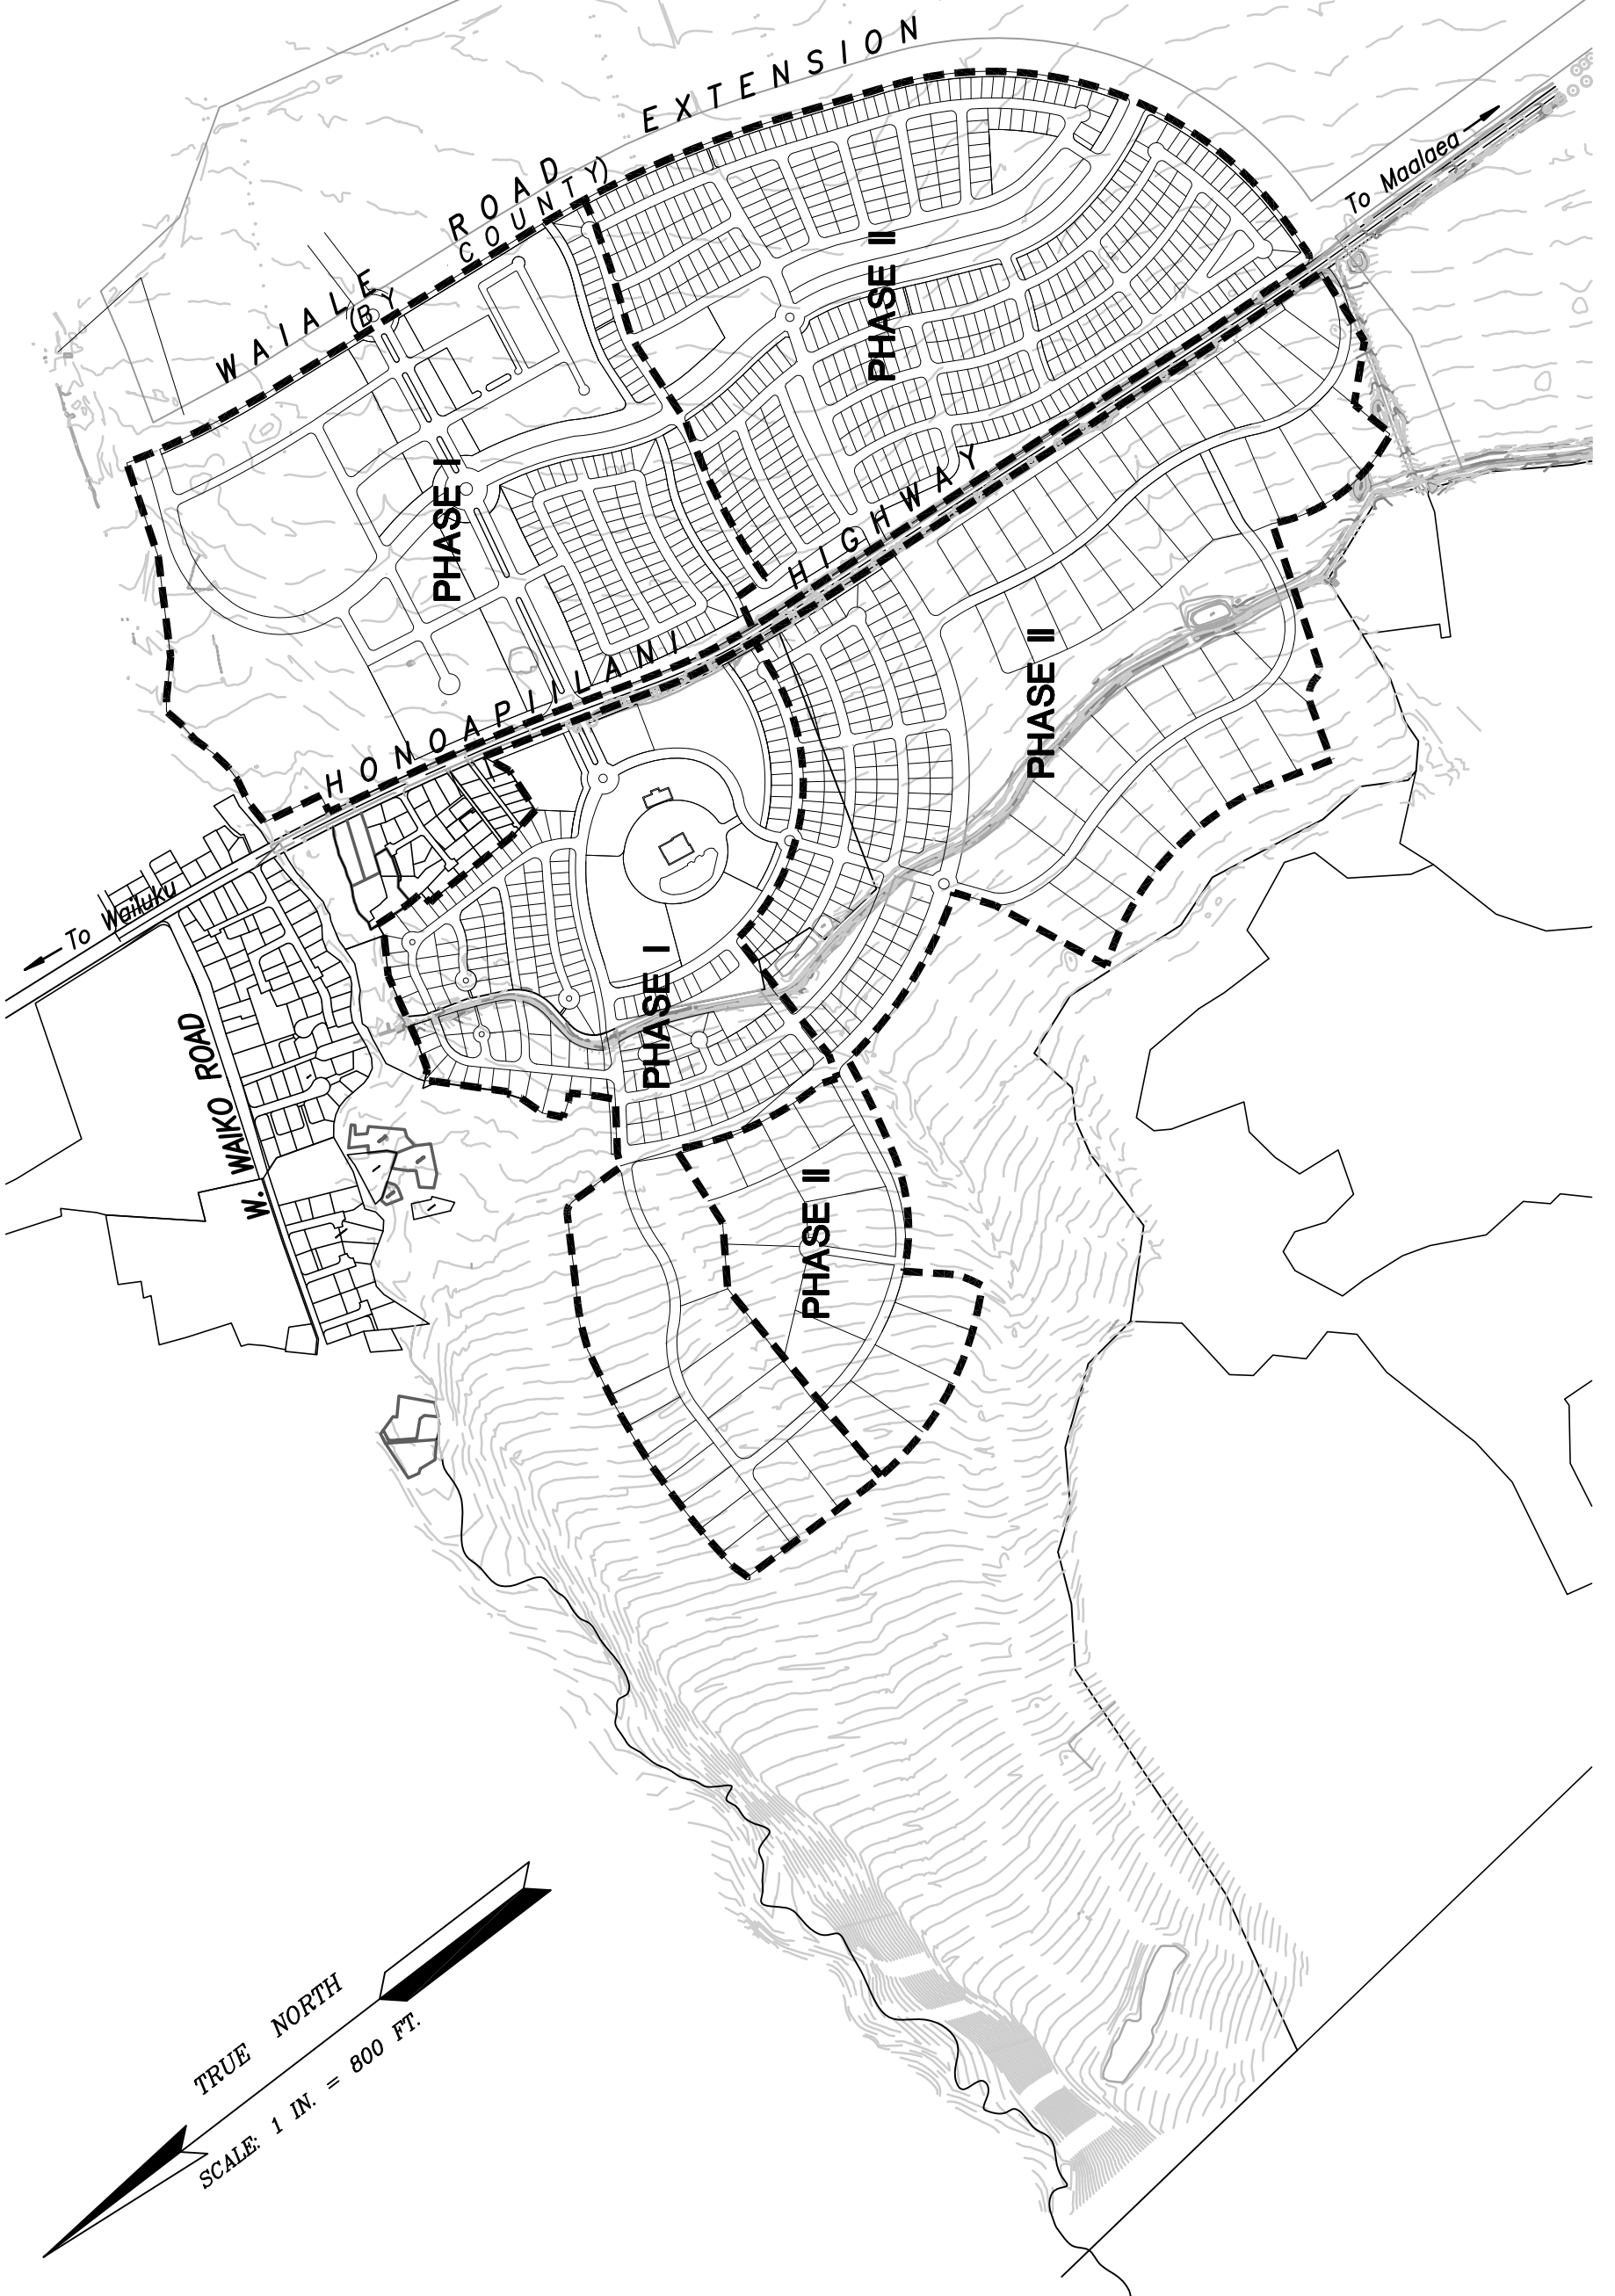 WAIALE ROAD EXTENSION
(BY COUNTY)
To Maalaea
PHASE II
PHASE I
HONOAPIILANI HIGHWAY
PHASE II
To Wailuku
PHASE I
W. WAIKO ROAD
PHASE II
TRUE NORTH
SCALE: 1 IN. = 800 FT.